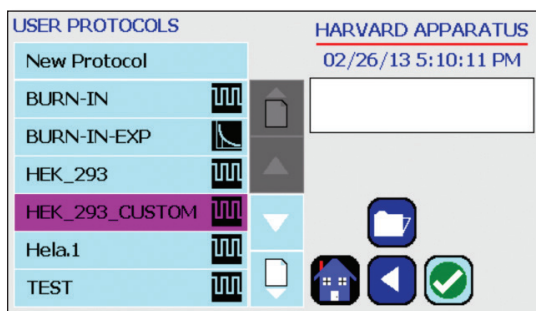 USER PROTOCOLS
HARVARD APPARATUS
02/26/13 5:10:11 PM
New Protocol
BURN-IN
BURN-IN-EXP
HEK_293
HEK_293_CUSTOM
Hela.1
TEST